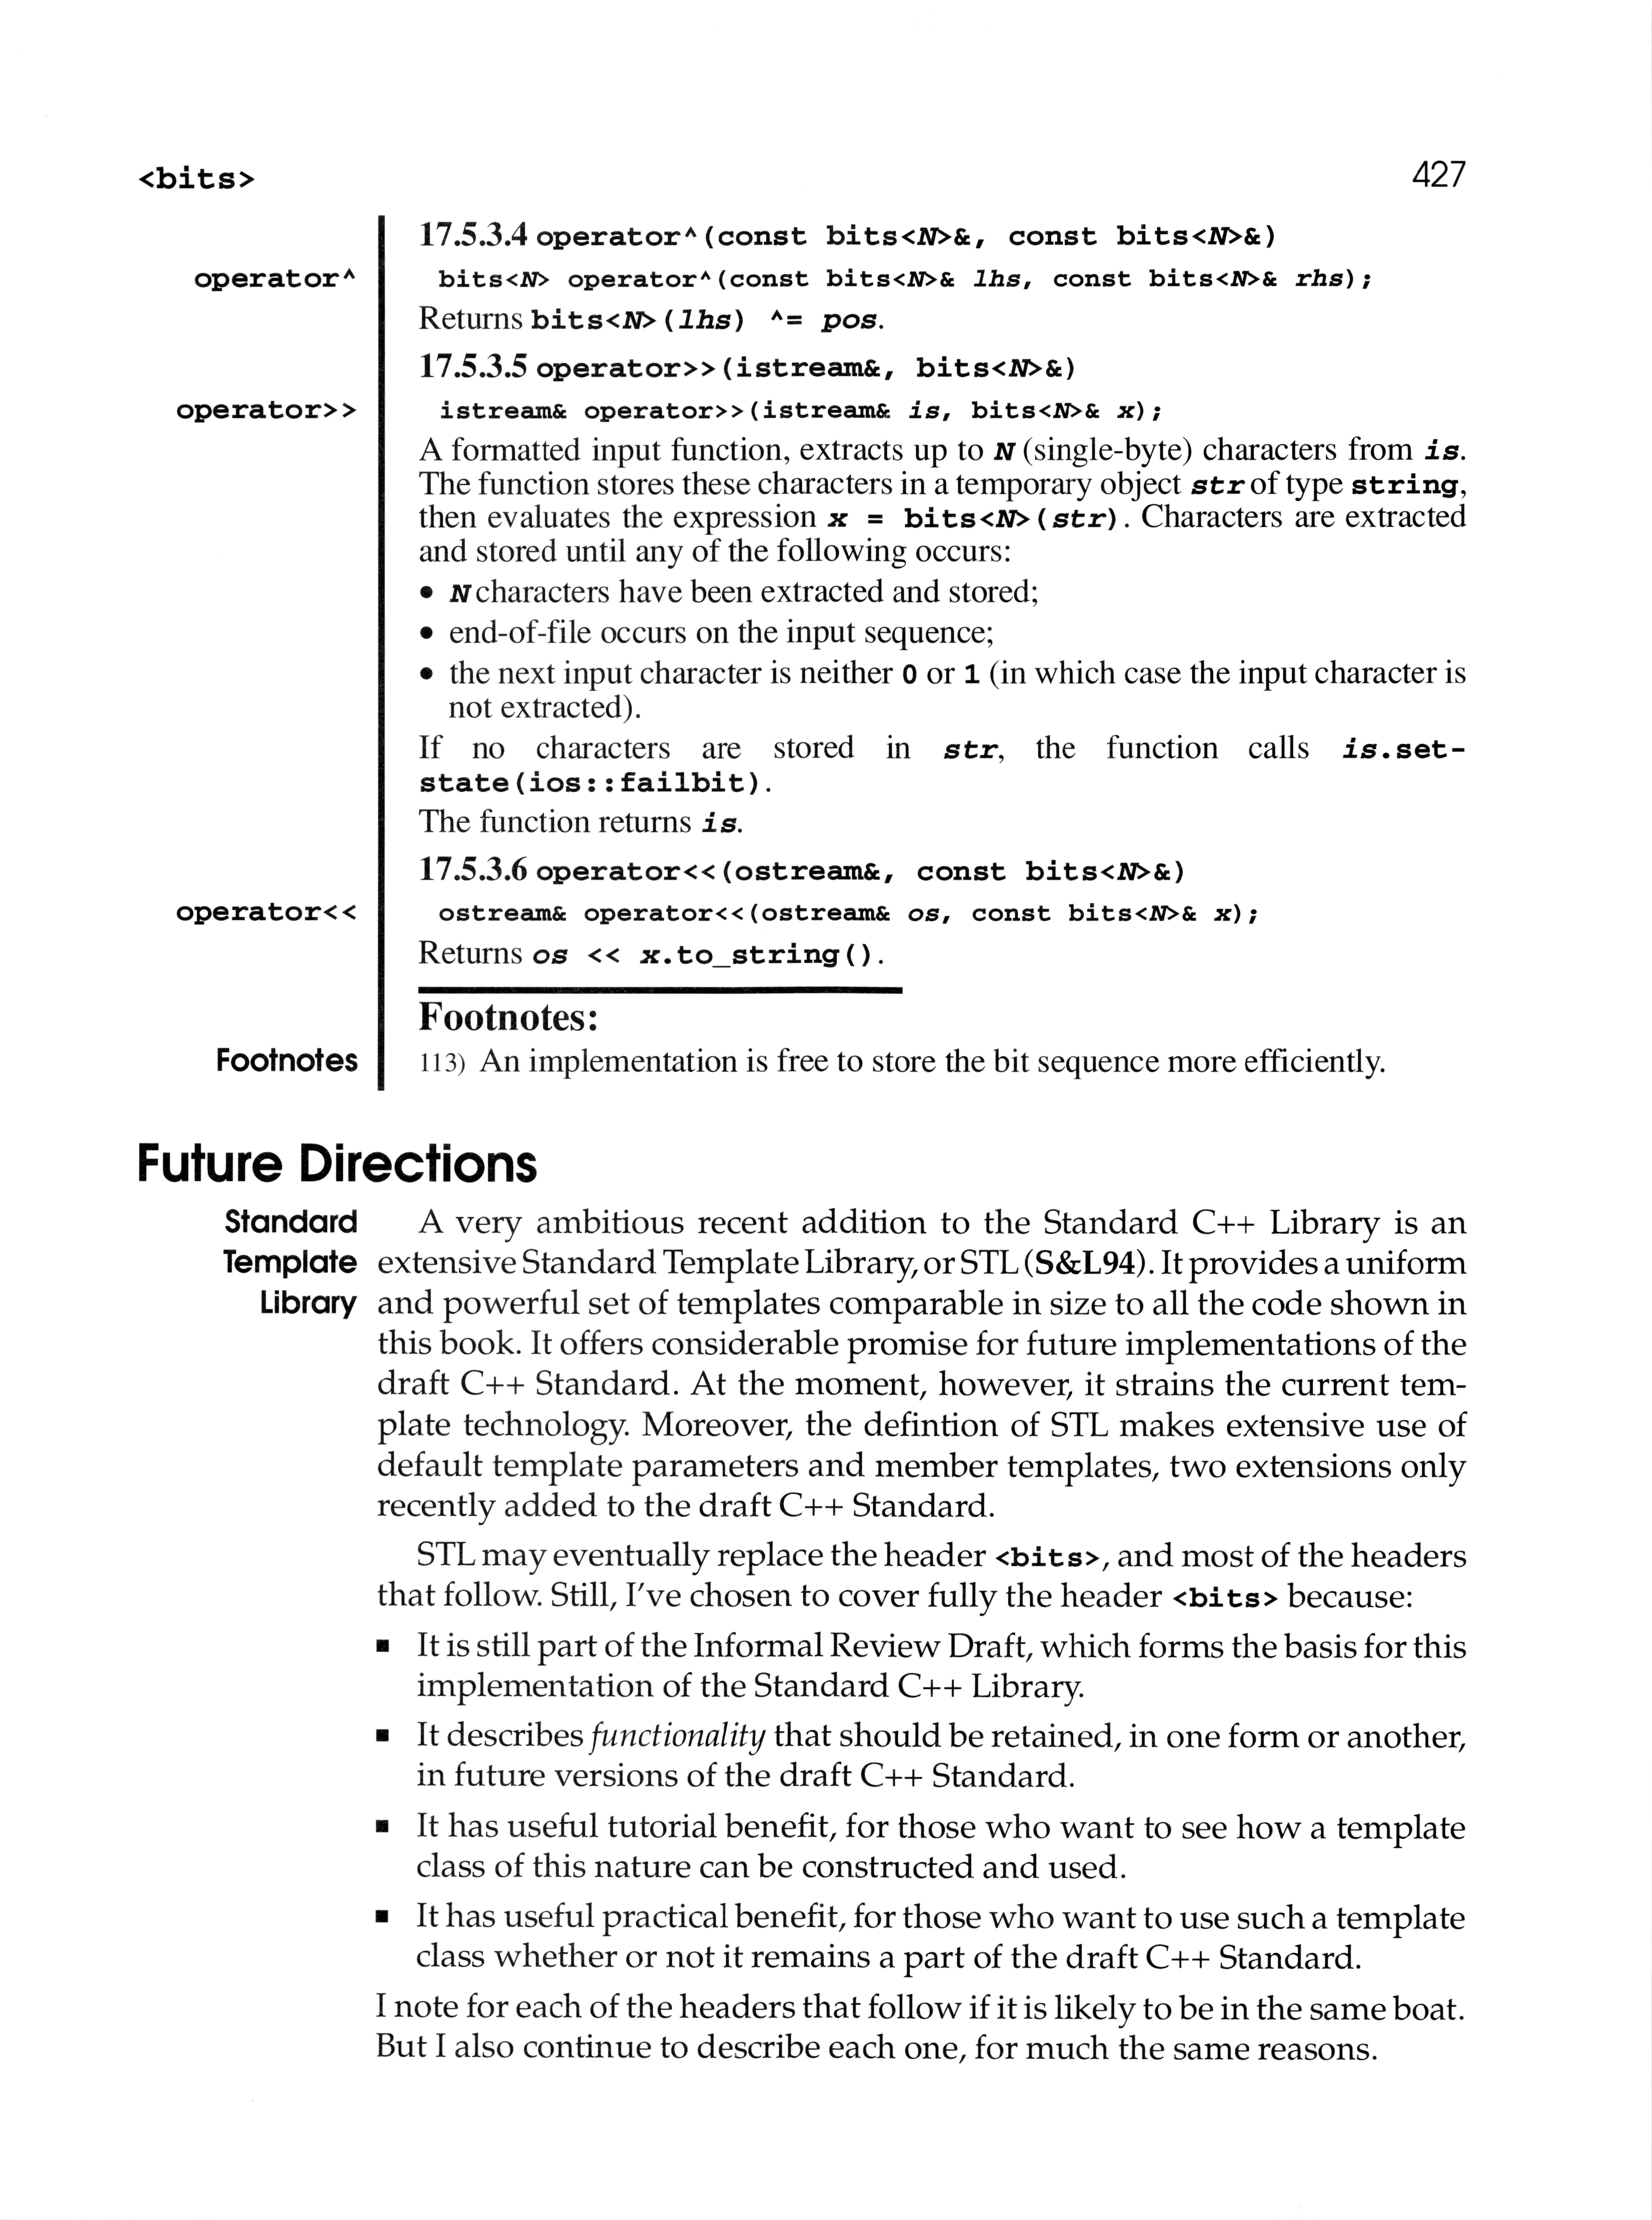 <bits>
427
17.5.3.4 operator^(const bits<N>&, const bits<N>&)
operator^
bits<N> operator^(const bits<N>& lhs, const bits<N>& rhs);
Returns bits<N>(lhs) ^= pos.
17.5.3.5 operator>>(istream&, bits<N>&)
operator>>
istream& operator>>(istream& is, bits<N>& x);
A formatted input function, extracts up to N (single-byte) characters from is.
The function stores these characters in a temporary object str of type string,
then evaluates the expression x = bits<N>(str). Characters are extracted
and stored until any of the following occurs:
• N characters have been extracted and stored;
• end-of-file occurs on the input sequence;
• the next input character is neither 0 or 1 (in which case the input character is
not extracted).
If no characters are stored in str, the function calls is.set-
state(ios::failbit).
The function returns is.
17.5.3.6 operator<<(ostream&, const bits<N>&)
operator<<
ostream& operator<<(ostream& os, const bits<N>& x);
Returns os << x.to_string().
Footnotes:
Footnotes
113) An implementation is free to store the bit sequence more efficiently.
Future Directions
Standard
Template
Library
A very ambitious recent addition to the Standard C++ Library is an
extensive Standard Template Library, or STL (S&L94). It provides a uniform
and powerful set of templates comparable in size to all the code shown in
this book. It offers considerable promise for future implementations of the
draft C++ Standard. At the moment, however, it strains the current tem-
plate technology. Moreover, the defintion of STL makes extensive use of
default template parameters and member templates, two extensions only
recently added to the draft C++ Standard.
STL may eventually replace the header <bits>, and most of the headers
that follow. Still, I've chosen to cover fully the header <bits> because:
▪ It is still part of the Informal Review Draft, which forms the basis for this
implementation of the Standard C++ Library.
▪ It describes functionality that should be retained, in one form or another,
in future versions of the draft C++ Standard.
▪ It has useful tutorial benefit, for those who want to see how a template
class of this nature can be constructed and used.
▪ It has useful practical benefit, for those who want to use such a template
class whether or not it remains a part of the draft C++ Standard.
I note for each of the headers that follow if it is likely to be in the same boat.
But I also continue to describe each one, for much the same reasons.